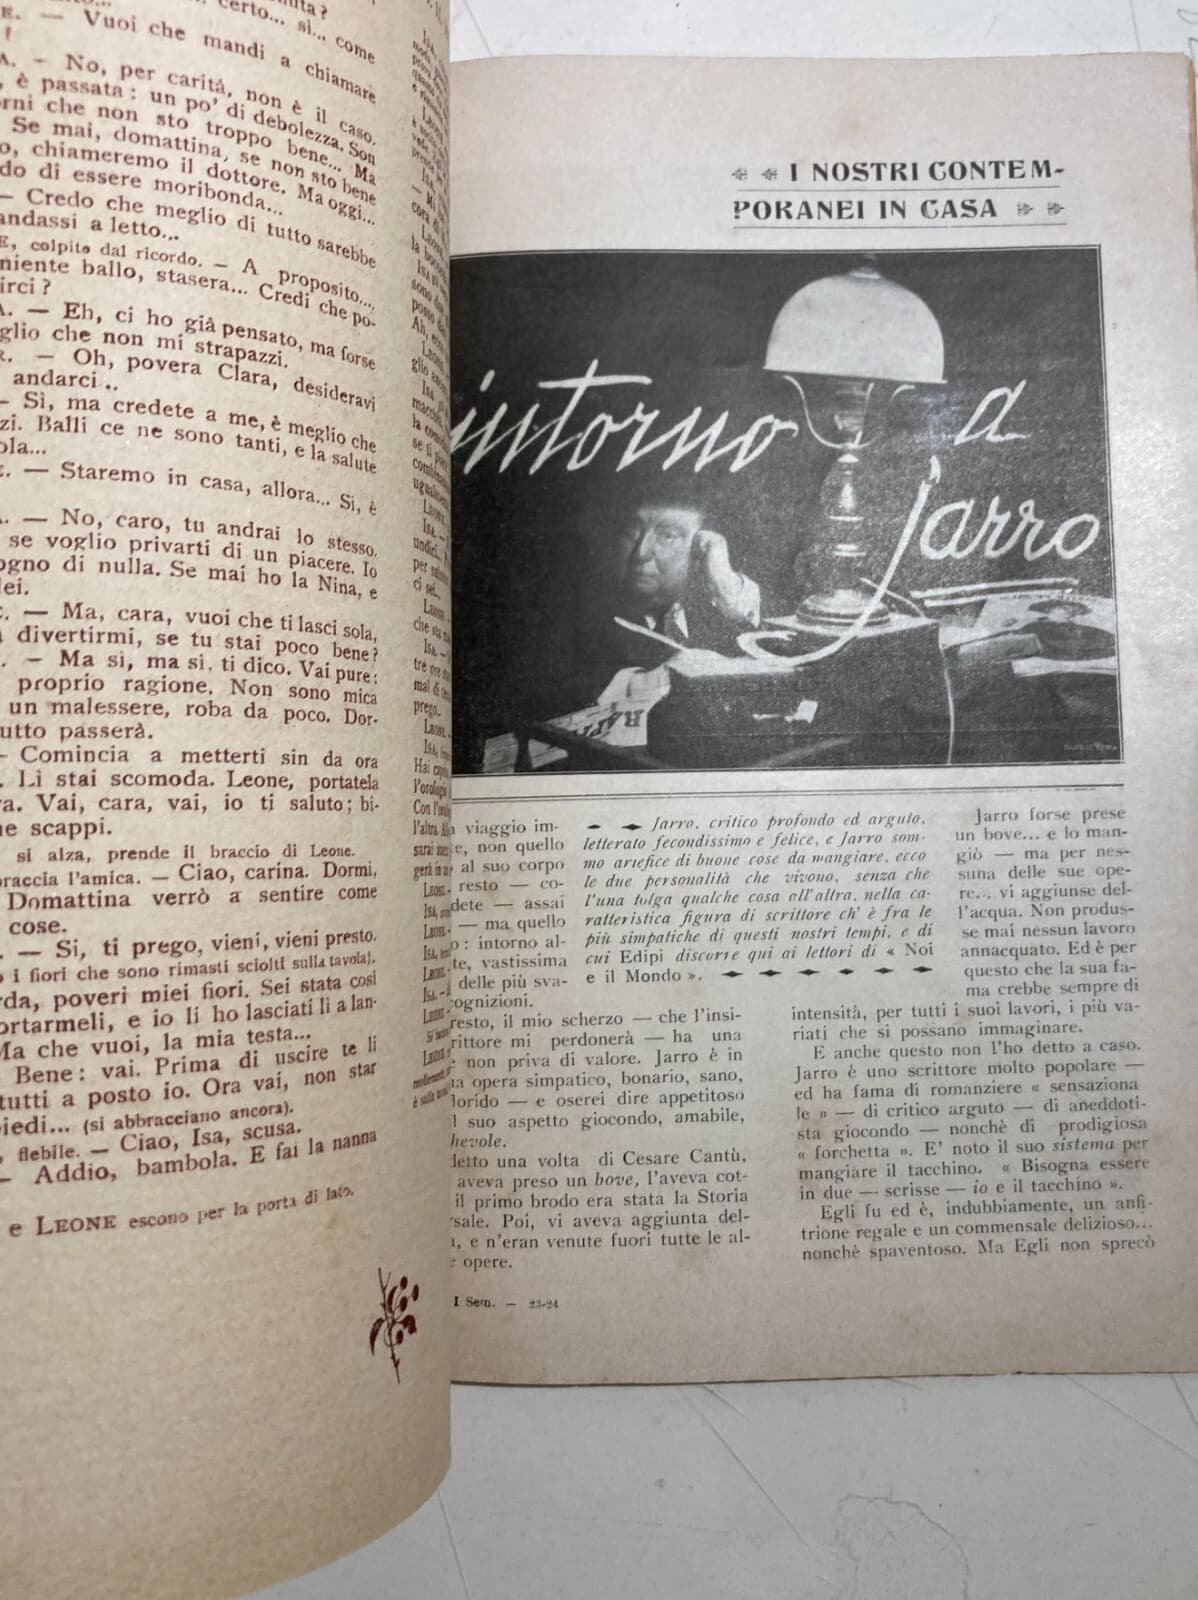 certo... sì... come
E. — Vuoi che mandi a chiamare
!
A. — No, per carità, non è il caso.
, è passata: un po' di debolezza. Son
orni che non sto troppo bene... Ma
Se mai, domattina, se non sto bene
o, chiameremo il dottore. Ma oggi...
do di essere moribonda...
— Credo che meglio di tutto sarebbe
andassi a letto...
E, colpito dal ricordo. — A proposito...,
niente ballo, stasera... Credi che po-
irci?
A. — Eh, ci ho già pensato, ma forse
glio che non mi strapazzi.
R. — Oh, povera Clara, desideravi
andarci..
— Sì, ma credete a me, è meglio che
zi. Balli ce ne sono tanti, e la salute
ola...
E. — Staremo in casa, allora... Sì, è
A. — No, caro, tu andrai lo stesso.
se voglio privarti di un piacere. Io
ogno di nulla. Se mai ho la Nina, e
lei.
E. — Ma, cara, vuoi che ti lasci sola,
a divertirmi, se tu stai poco bene?
. — Ma sì, ma sì, ti dico. Vai pure:
proprio ragione. Non sono mica
un malessere, roba da poco. Dor-
utto passerà.
— Comincia a metterti sin da ora
. Lì stai scomoda. Leone, portatela
ra. Vai, cara, vai, io ti saluto; bi-
ne scappi.
si alza, prende il braccio di Leone.
braccia l'amica. — Ciao, carina. Dormi,
Domattina verrò a sentire come
cose.
. — Sì, ti prego, vieni, vieni presto.
o i fiori che sono rimasti sciolti sulla tavola).
rda, poveri miei fiori. Sei stata così
ortarmeli, e io li ho lasciati lì a lan-
Ma che vuoi, la mia testa...
Bene: vai. Prima di uscire te li
tutti a posto io. Ora vai, non star
piedi... (si abbracciano ancora).
, flebile. — Ciao, Isa, scusa.
— Addio, bambola. E fai la nanna
e LEONE escono per la porta di lato.
I NOSTRI CONTEM-
PORANEI IN CASA
intorno a
jarro
a viaggio im-
e, non quello
al suo corpo
resto — co-
dete — assai
— ma quello
o: intorno al-
te, vastissima
delle più sva-
cognizioni.
Jarro, critico profondo ed arguto,
letterato fecondissimo e felice, e Jarro som-
mo artefice di buone cose da mangiare, ecco
le due personalità che vivono, senza che
l'una tolga qualche cosa all'altra, nella ca-
ratteristica figura di scrittore ch' è fra le
più simpatiche di questi nostri tempi, e di
cui Edipi discorre qui ai lettori di « Noi
e il Mondo ».
resto, il mio scherzo — che l'insi-
rittore mi perdonerà — ha una
e non priva di valore. Jarro è in
na opera simpatico, bonario, sano,
lorido — e oserei dire appetitoso
l suo aspetto giocondo, amabile,
hevole.
detto una volta di Cesare Cantù,
aveva preso un bove, l'aveva cot-
il primo brodo era stata la Storia
rsale. Poi, vi aveva aggiunta del-
a, e n'eran venute fuori tutte le al-
e opere.
I Sem. — 23-24
Jarro forse prese
un bove... e lo man-
giò — ma per nes-
suna delle sue ope-
re... vi aggiunse del-
l'acqua. Non produs-
se mai nessun lavoro
annacquato. Ed è per
questo che la sua fa-
ma crebbe sempre di
intensità, per tutti i suoi lavori, i più va-
riati che si possano immaginare.
E anche questo non l'ho detto a caso.
Jarro è uno scrittore molto popolare —
ed ha fama di romanziere « sensaziona
le » — di critico arguto — di aneddoti-
sta giocondo — nonchè di prodigiosa
« forchetta ». E' noto il suo sistema per
mangiare il tacchino. « Bisogna essere
in due — scrisse — io e il tacchino ».
Egli fu ed è, indubbiamente, un anfi-
trione regale e un commensale delizioso...
nonchè spaventoso. Ma Egli non sprecò